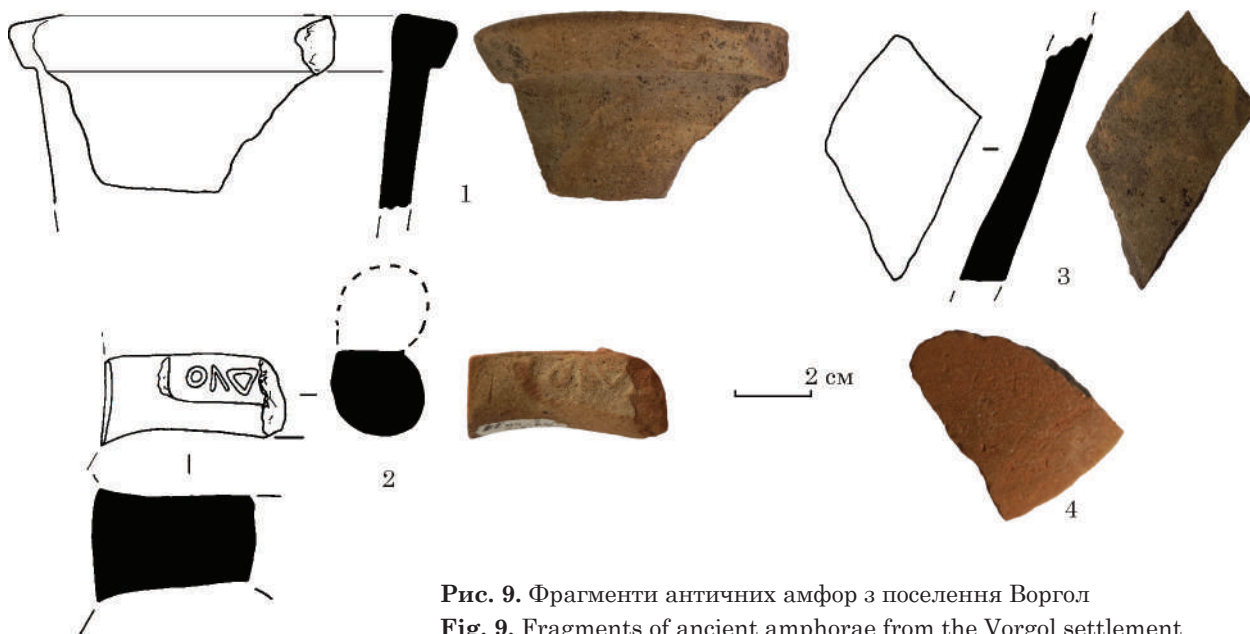 1
3
2 см
2
4
Рис. 9. Фрагменти античних амфор з поселення Воргол
Fig. 9. Fragments of ancient amphorae from the Vorgol settlement